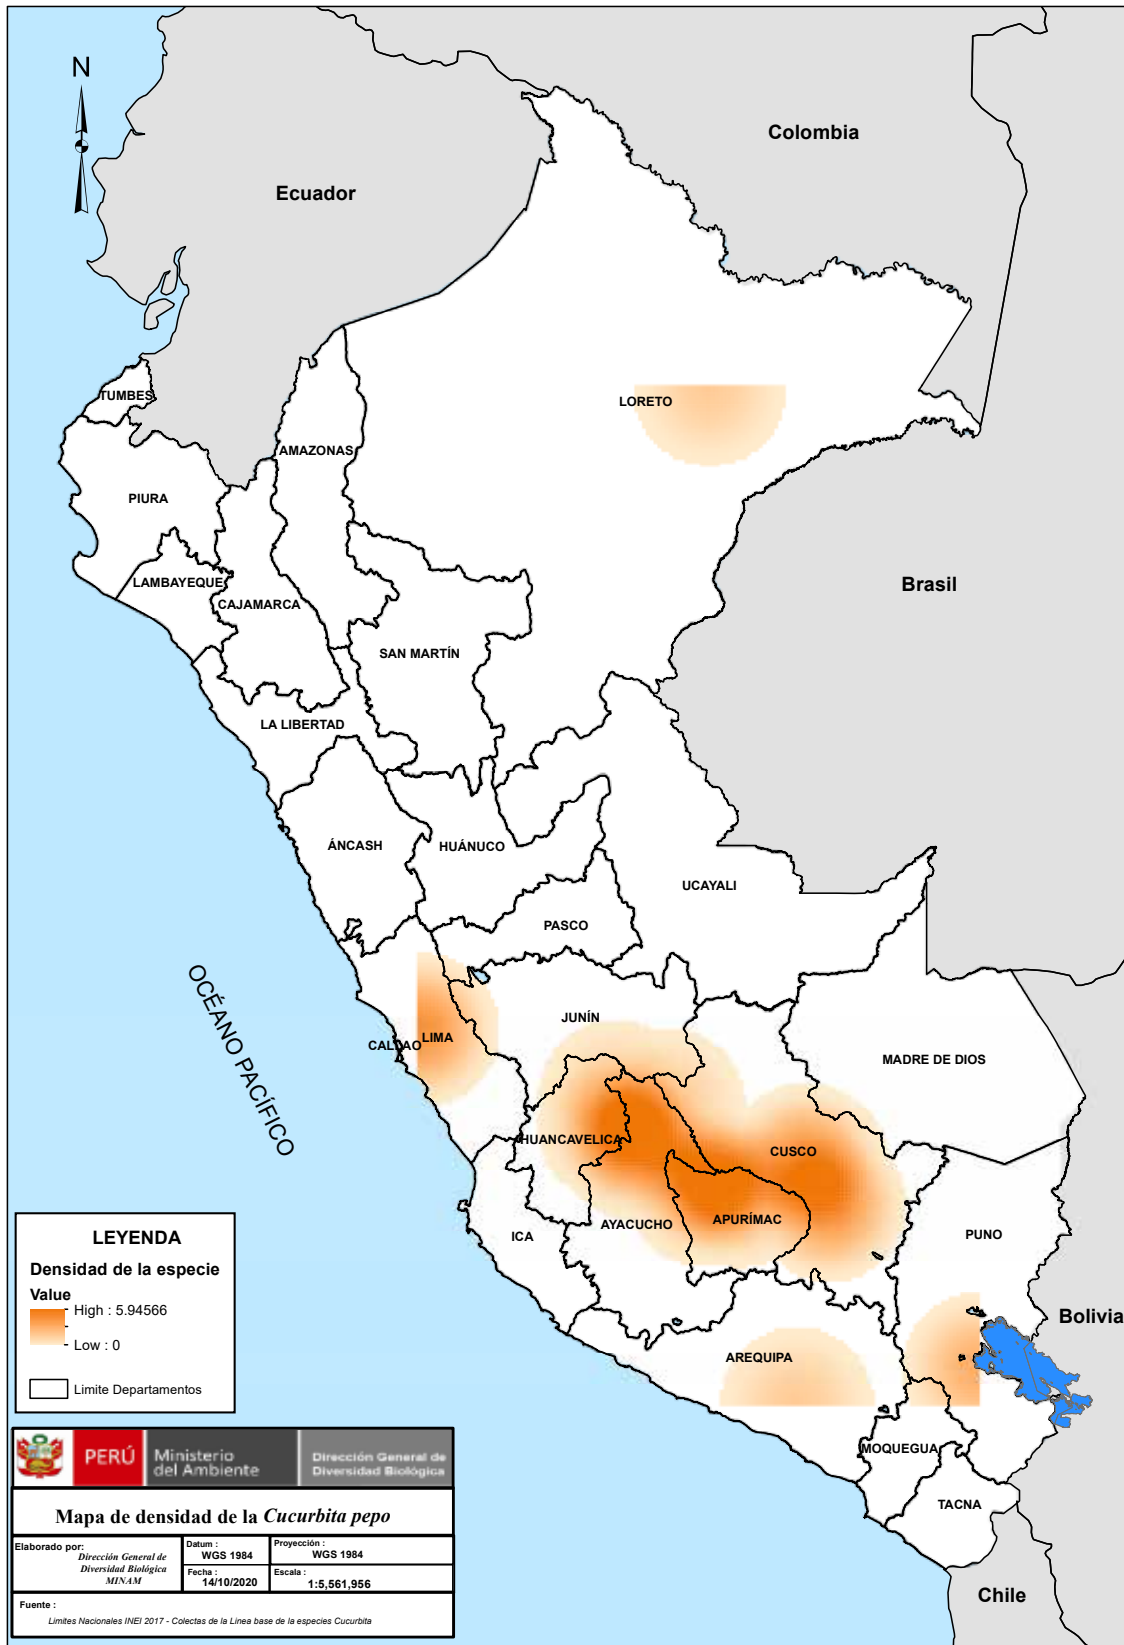 N
Colombia
Ecuador
LORETO
TUMBES
AMAZONAS
PIURA
Brasil
LAMBAYEQUE
CAJAMARCA
SAN MARTÍN
LA LIBERTAD
ÁNCASH
HUÁNUCO
UCAYALI
PASCO
OCÉANO PACÍFICO
JUNÍN
LIMA
CALLAO
MADRE DE DIOS
HUANCAVELICA
CUSCO
APURÍMAC
AYACUCHO
ICA
PUNO
Bolivia
AREQUIPA
MOQUEGUA
TACNA
Chile
LEYENDA
Densidad de la especie
Value
High : 5.94566
Low : 0
Limite Departamentos
PERÚ
Ministerio
del Ambiente
Dirección General de
Diversidad Biológica
Mapa de densidad de la Cucurbita pepo
Elaborado por:
Dirección General de
Diversidad Biológica
MINAM
Datum :
WGS 1984
Proyección :
WGS 1984
Fecha :
14/10/2020
Escala :
1:5,561,956
Fuente :
Limites Nacionales INEI 2017 - Colectas de la Linea base de la especies Cucurbita